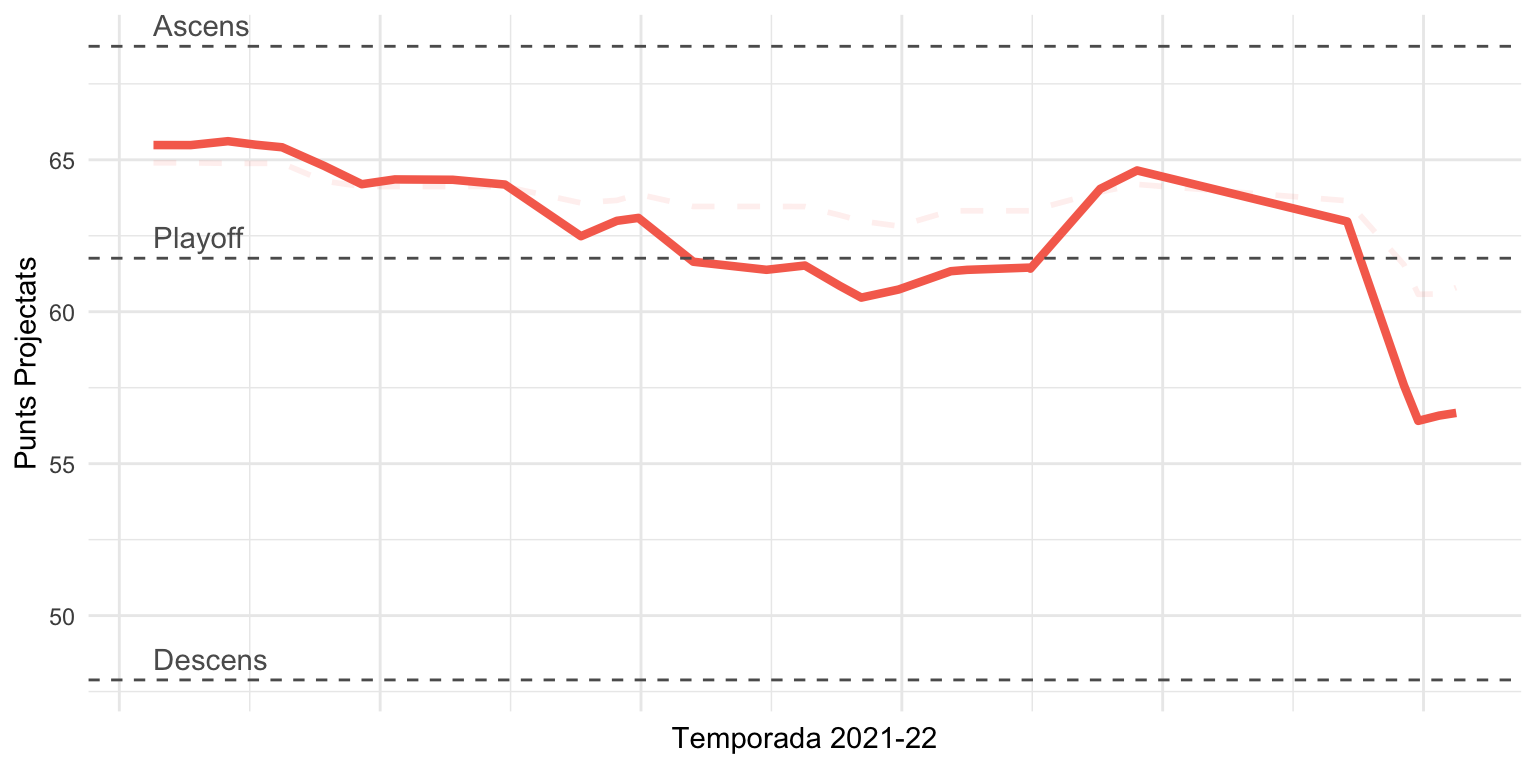 Ascens
65
Playoff
60
55
50
Descens
Punts Projectats
Temporada 2021-22